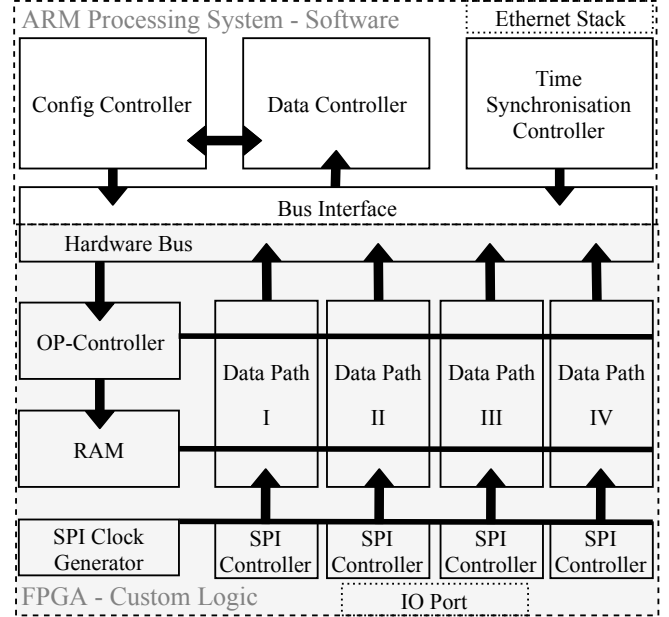 ARM Processing System - Software
Ethernet Stack
Config Controller
Data Controller
Time
Synchronisation
Controller
Bus Interface
Hardware Bus
OP-Controller
Data Path
I
Data Path
II
Data Path
III
Data Path
IV
RAM
SPI Clock
Generator
SPI
Controller
SPI
Controller
SPI
Controller
SPI
Controller
FPGA - Custom Logic
IO Port